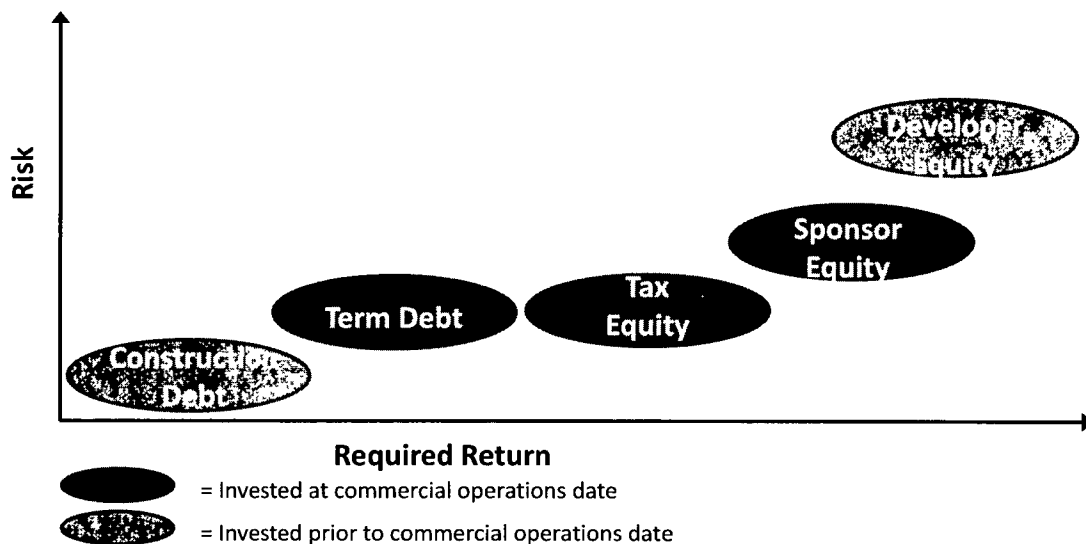 Developer
Equity
Risk
Sponsor
Equity
Tax
Equity
Term Debt
Construction
Debt
Required Return
= Invested at commercial operations date
= Invested prior to commercial operations date